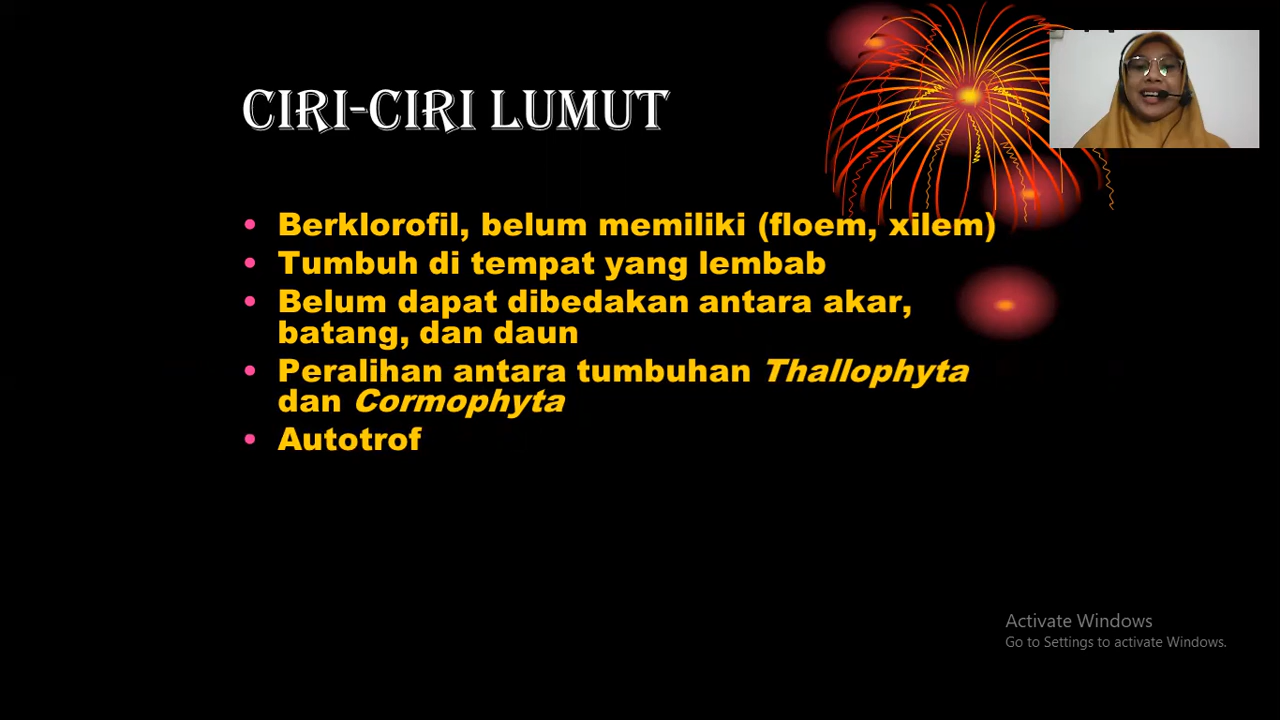 CIRI-CIRI LUMUT
• Berklorofil, belum memiliki (floem, xilem)
• Tumbuh di tempat yang lembab
• Belum dapat dibedakan antara akar,
batang, dan daun
• Peralihan antara tumbuhan Thallophyta
dan Cormophyta
• Autotrof
Activate Windows
Go to Settings to activate Windows.